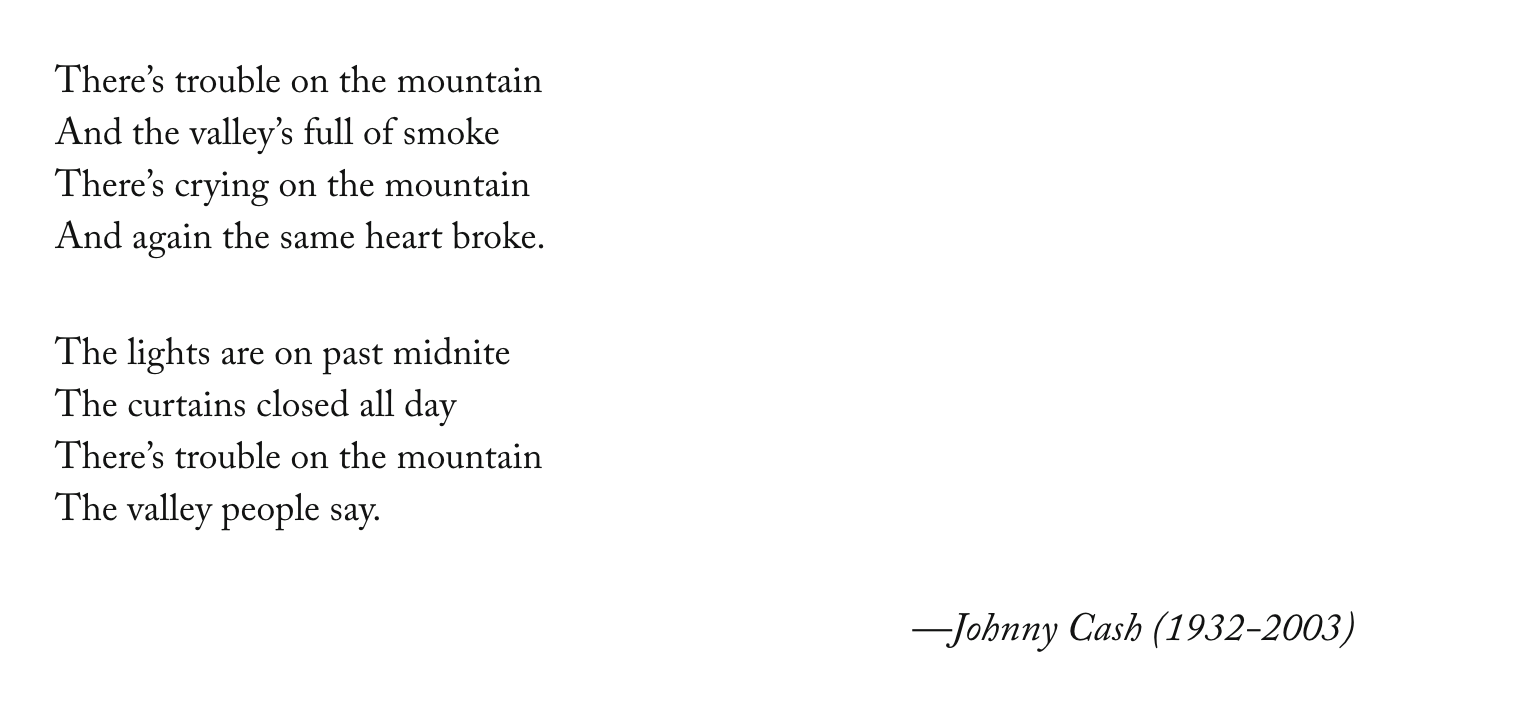 There’s trouble on the mountain
And the valley’s full of smoke
There’s crying on the mountain
And again the same heart broke.

The lights are on past midnite
The curtains closed all day
There’s trouble on the mountain
The valley people say.

—Johnny Cash (1932–2003)